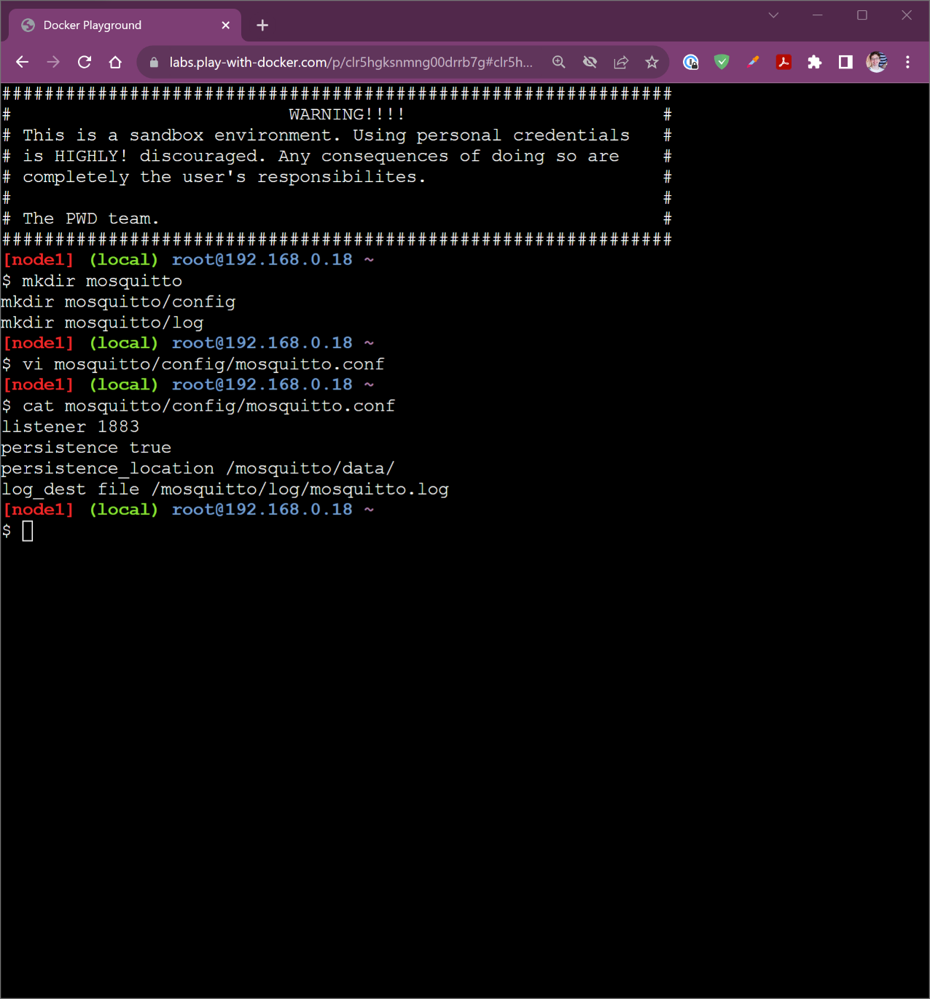 Docker Playground
labs.play-with-docker.com/p/clr5hgksnmng00drrb7g#clr5h...
###############################################################
#                          WARNING!!!!                        #
# This is a sandbox environment. Using personal credentials   #
# is HIGHLY! discouraged. Any consequences of doing so are    #
# completely the user's responsibilites.                      #
#                                                             #
# The PWD team.                                               #
###############################################################
[node1] (local) root@192.168.0.18 ~
$ mkdir mosquitto
mkdir mosquitto/config
mkdir mosquitto/log
[node1] (local) root@192.168.0.18 ~
$ vi mosquitto/config/mosquitto.conf
[node1] (local) root@192.168.0.18 ~
$ cat mosquitto/config/mosquitto.conf
listener 1883
persistence true
persistence_location /mosquitto/data/
log_dest file /mosquitto/log/mosquitto.log
[node1] (local) root@192.168.0.18 ~
$